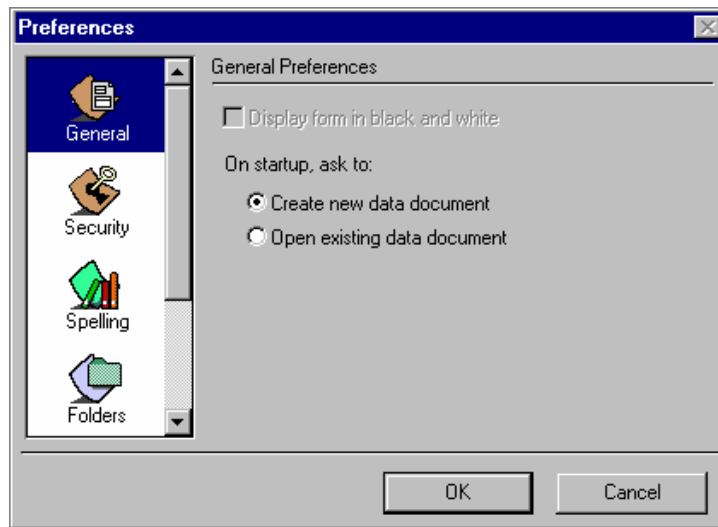 Preferences
General
Security
Spelling
Folders
General Preferences
Display form in black and white
On startup, ask to:
Create new data document
Open existing data document
OK
Cancel